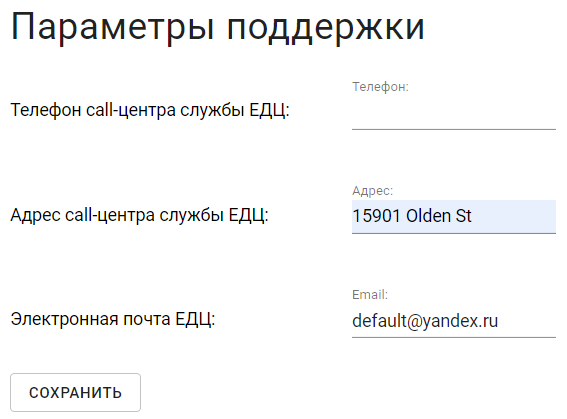 Параметры поддержки
Телефон:
Телефон call-центра службы ЕДЦ:
Адрес:
Адрес call-центра службы ЕДЦ:
15901 Olden St
Email:
Электронная почта ЕДЦ:
default@yandex.ru
СОХРАНИТЬ